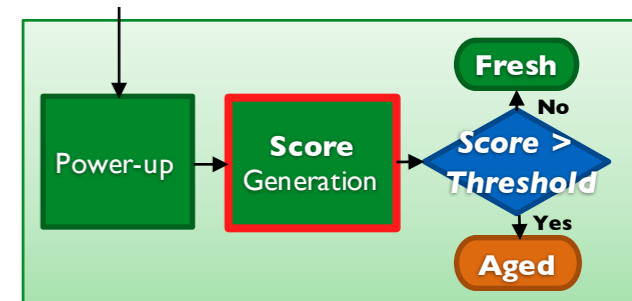 Power-up
Score
Generation
Score >
Threshold
No
Fresh
Yes
Aged